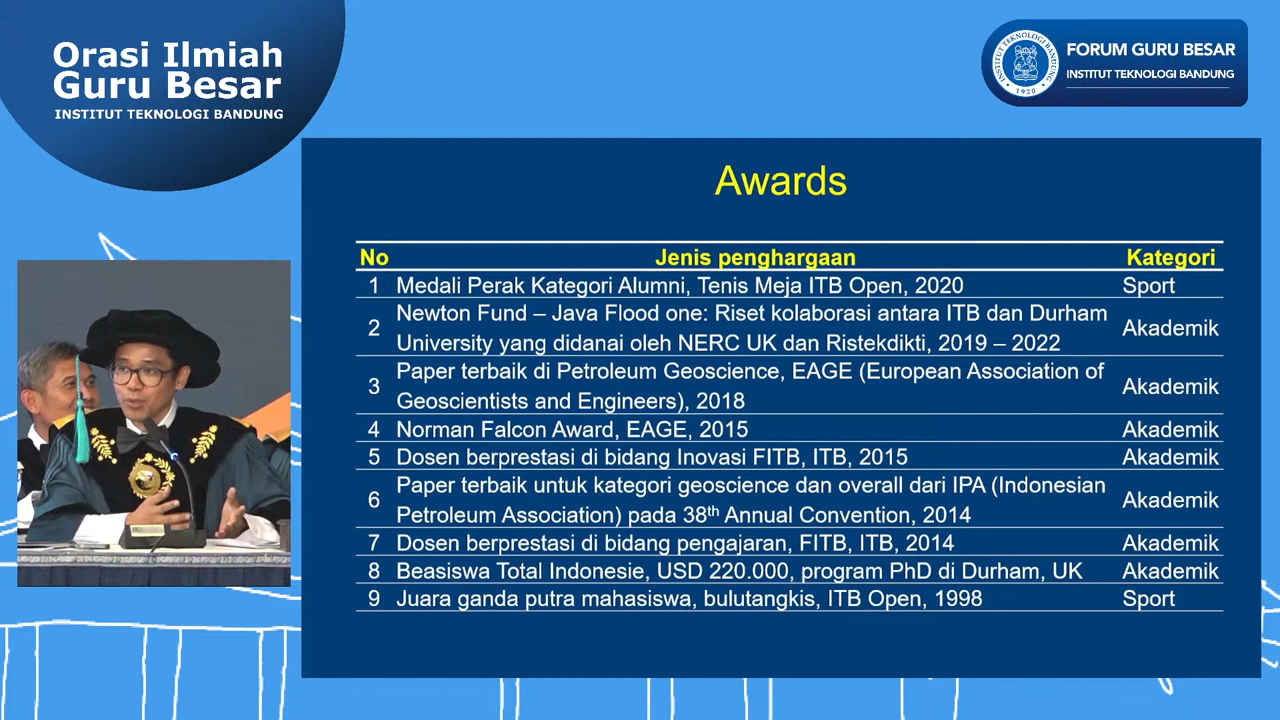 Orasi Ilmiah
Guru Besar
INSTITUT TEKNOLOGI BANDUNG
INSTITUT TEKNOLOGI BANDUNG
1920
FORUM GURU BESAR
INSTITUT TEKNOLOGI BANDUNG
Awards
No Jenis penghargaan Kategori
1 Medali Perak Kategori Alumni, Tenis Meja ITB Open, 2020 Sport
2 Newton Fund – Java Flood one: Riset kolaborasi antara ITB dan Durham
University yang didanai oleh NERC UK dan Ristekdikti, 2019 – 2022 Akademik
3 Paper terbaik di Petroleum Geoscience, EAGE (European Association of
Geoscientists and Engineers), 2018 Akademik
4 Norman Falcon Award, EAGE, 2015 Akademik
5 Dosen berprestasi di bidang Inovasi FITB, ITB, 2015 Akademik
6 Paper terbaik untuk kategori geoscience dan overall dari IPA (Indonesian
Petroleum Association) pada 38th Annual Convention, 2014 Akademik
7 Dosen berprestasi di bidang pengajaran, FITB, ITB, 2014 Akademik
8 Beasiswa Total Indonesie, USD 220.000, program PhD di Durham, UK Akademik
9 Juara ganda putra mahasiswa, bulutangkis, ITB Open, 1998 Sport